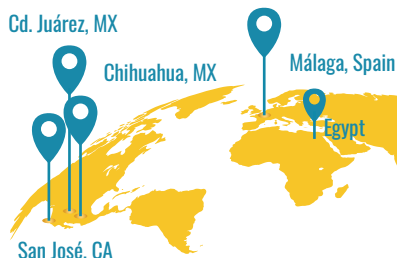 Cd. Juárez, MX
Chihuahua, MX
Málaga, Spain
Egypt
San José, CA